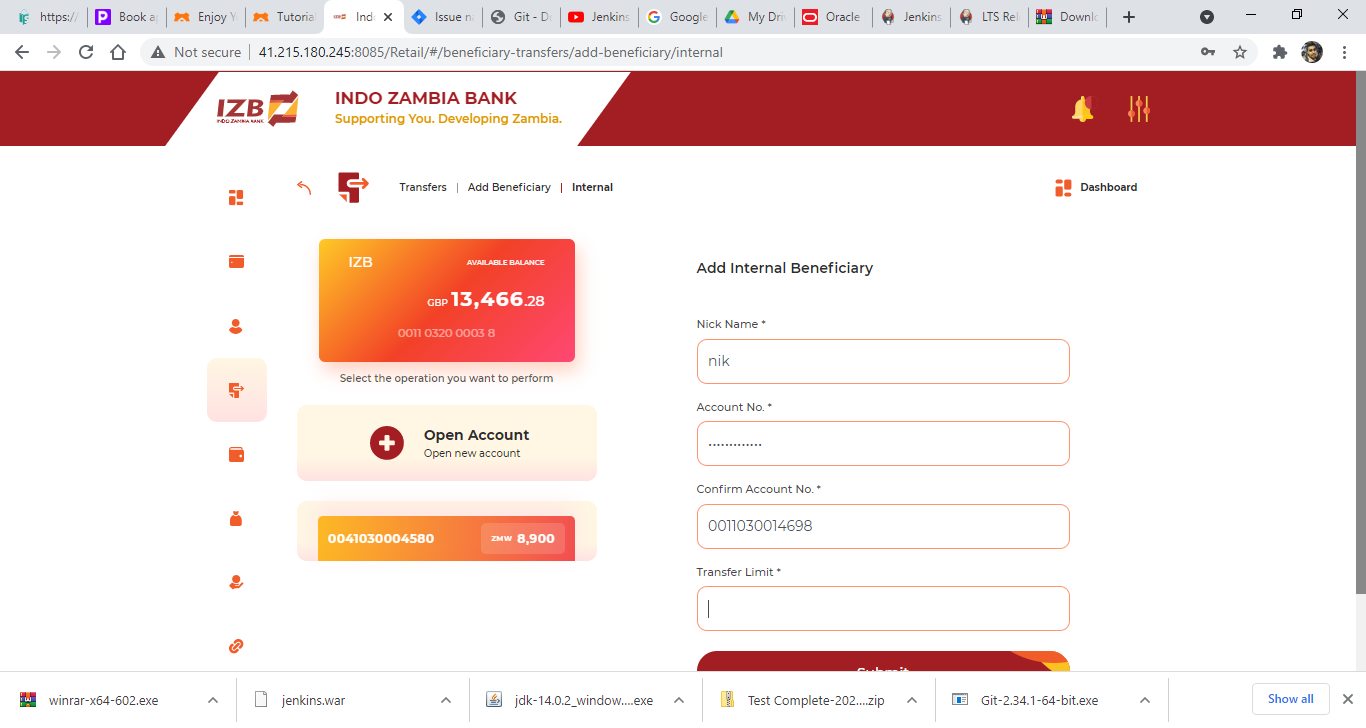 https:/
Book a
Enjoy Y
Tutoria
Indo
Issue n
Git - D
Jenkins
Google
My Dri
Oracle
Jenkins
LTS Rel
Downlo
Not secure
41.215.180.245:8085/Retail/#/beneficiary-transfers/add-beneficiary/internal
IZB
INDO ZAMBIA BANK
INDO ZAMBIA BANK
Supporting You. Developing Zambia.
Transfers | Add Beneficiary | Internal
Dashboard
IZB
AVAILABLE BALANCE
GBP 13,466.28
0011 0320 0003 8
Select the operation you want to perform
Open Account
Open new account
0041030004580
ZMW 8,900
Add Internal Beneficiary
Nick Name *
nik
Account No. *
·············
Confirm Account No. *
0011030014698
Transfer Limit *
Submit
winrar-x64-602.exe
jenkins.war
jdk-14.0.2_window....exe
Test Complete-202....zip
Git-2.34.1-64-bit.exe
Show all